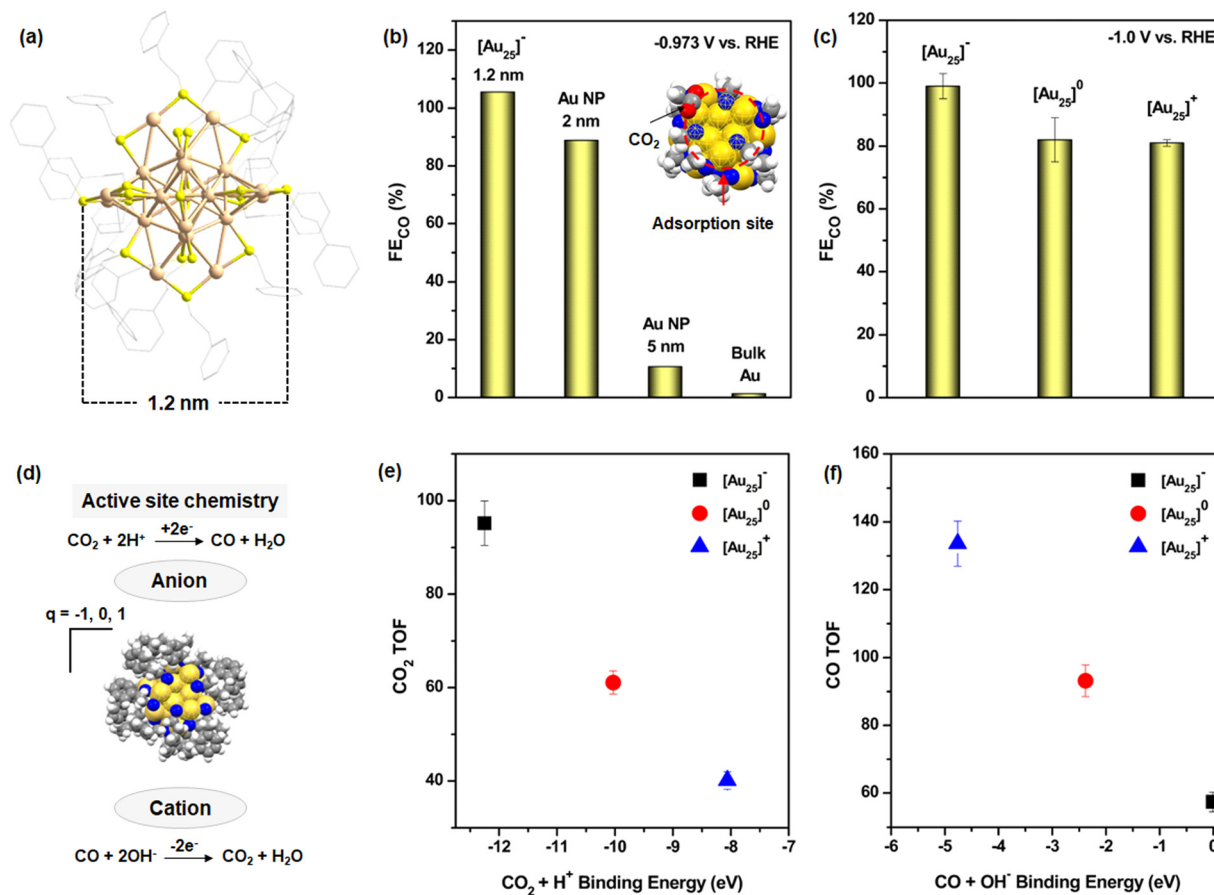 (a)
1.2 nm
(b)
-0.973 V vs. RHE
[Au₂₅]⁻
1.2 nm
Au NP
2 nm
CO₂
Adsorption site
Au NP
5 nm
Bulk
Au
FE_CO (%)
120
100
80
60
40
20
0
(c)
-1.0 V vs. RHE
[Au₂₅]⁻
[Au₂₅]⁰
[Au₂₅]⁺
FE_CO (%)
120
100
80
60
40
20
0
(d)
Active site chemistry
CO₂ + 2H⁺ +2e⁻ → CO + H₂O
Anion
q = -1, 0, 1
Cation
CO + 2OH⁻ -2e⁻ → CO₂ + H₂O
(e)
[Au₂₅]⁻
[Au₂₅]⁰
[Au₂₅]⁺
CO₂ TOF
100
80
60
40
-12 -11 -10 -9 -8 -7
CO₂ + H⁺ Binding Energy (eV)
(f)
[Au₂₅]⁻
[Au₂₅]⁰
[Au₂₅]⁺
CO TOF
160
140
120
100
80
60
-6 -5 -4 -3 -2 -1 0
CO + OH⁻ Binding Energy (eV)